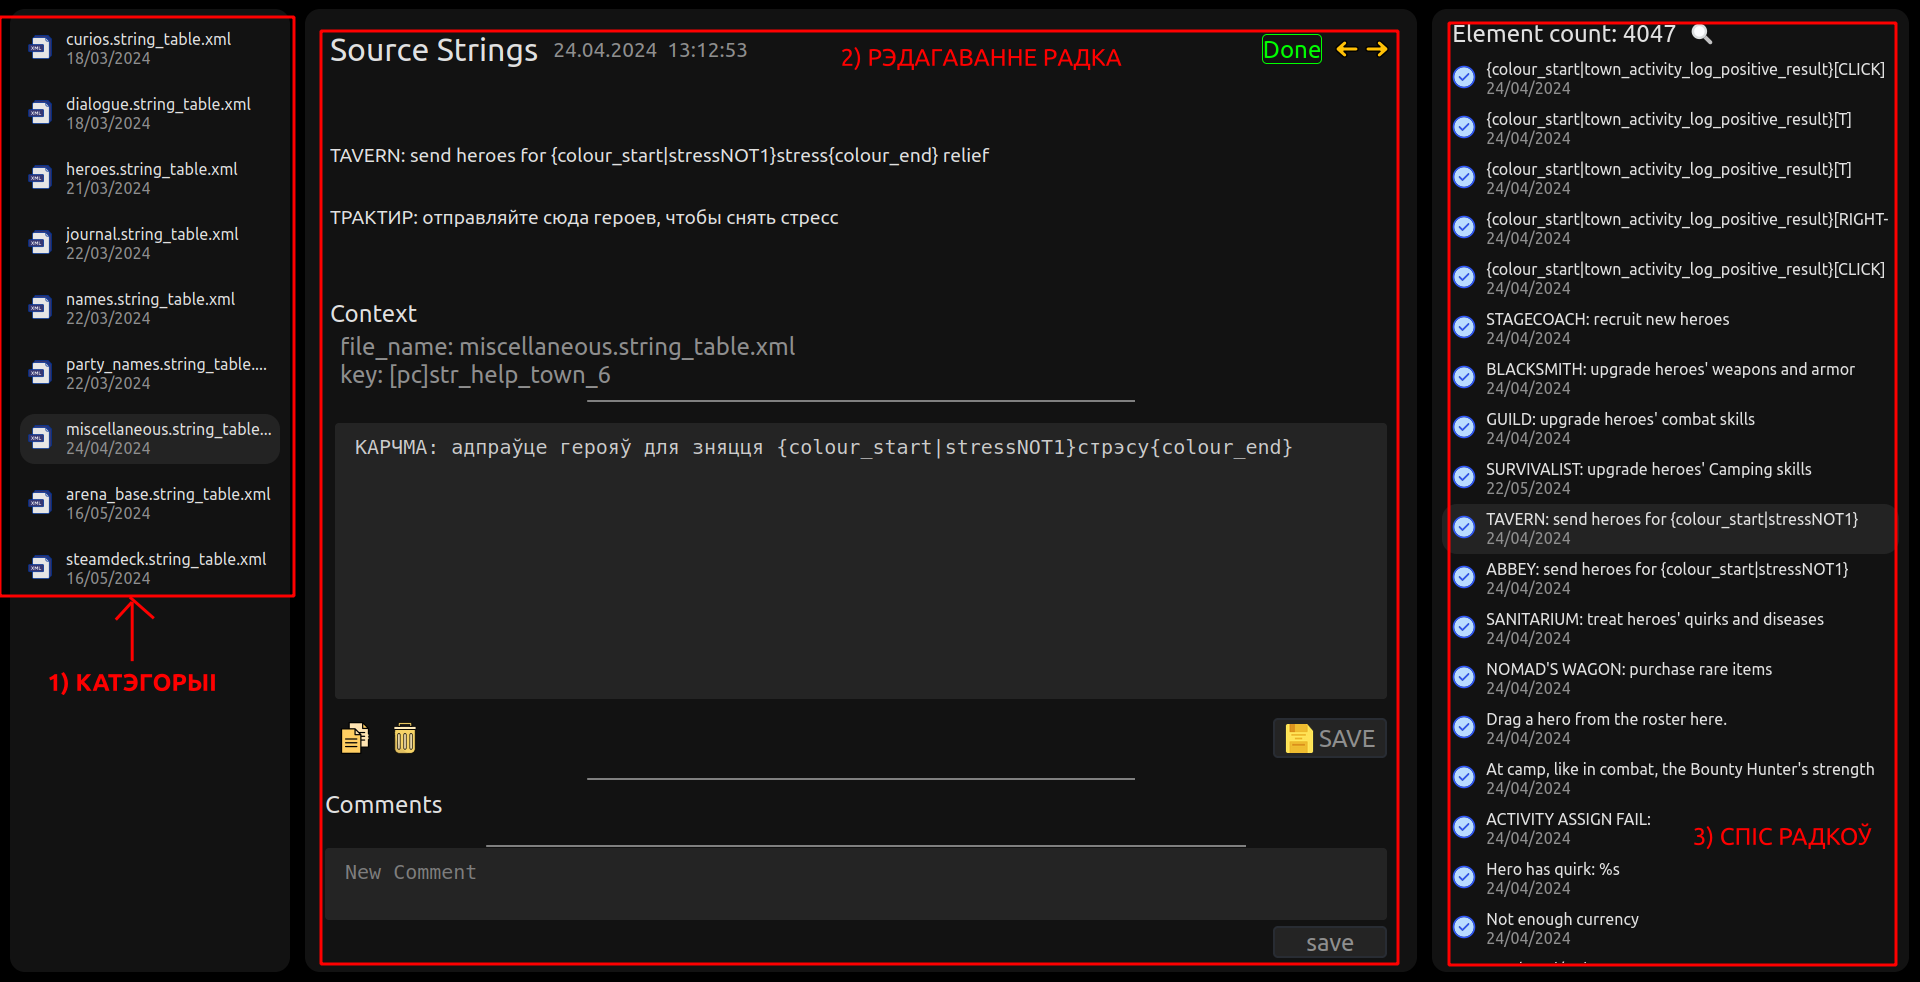 curios.string_table.xml
18/03/2024
dialogue.string_table.xml
18/03/2024
heroes.string_table.xml
21/03/2024
journal.string_table.xml
22/03/2024
names.string_table.xml
22/03/2024
party_names.string_table....
22/03/2024
miscellaneous.string_table...
24/04/2024
arena_base.string_table.xml
16/05/2024
steamdeck.string_table.xml
16/05/2024
1) КАТЭГОРЫІ
Source Strings 24.04.2024 13:12:53
2) РЭДАГАВАННЕ РАДКА
Done
TAVERN: send heroes for {colour_start|stressNOT1}stress{colour_end} relief
ТРАКТИР: отправляйте сюда героев, чтобы снять стресс
Context
file_name: miscellaneous.string_table.xml
key: [pc]str_help_town_6
КАРЧМА: адпраўце герояў для зняцця {colour_start|stressNOT1}стрэсу{colour_end}
SAVE
Comments
New Comment
save
Element count: 4047
{colour_start|town_activity_log_positive_result}[CLICK]
24/04/2024
{colour_start|town_activity_log_positive_result}[T]
24/04/2024
{colour_start|town_activity_log_positive_result}[T]
24/04/2024
{colour_start|town_activity_log_positive_result}[RIGHT-
24/04/2024
{colour_start|town_activity_log_positive_result}[CLICK]
24/04/2024
STAGECOACH: recruit new heroes
24/04/2024
BLACKSMITH: upgrade heroes' weapons and armor
24/04/2024
GUILD: upgrade heroes' combat skills
24/04/2024
SURVIVALIST: upgrade heroes' Camping skills
22/05/2024
TAVERN: send heroes for {colour_start|stressNOT1}
24/04/2024
ABBEY: send heroes for {colour_start|stressNOT1}
24/04/2024
SANITARIUM: treat heroes' quirks and diseases
24/04/2024
NOMAD'S WAGON: purchase rare items
24/04/2024
Drag a hero from the roster here.
24/04/2024
At camp, like in combat, the Bounty Hunter's strength
24/04/2024
ACTIVITY ASSIGN FAIL:
24/04/2024
3) СПІС РАДКОЎ
Hero has quirk: %s
24/04/2024
Not enough currency
24/04/2024